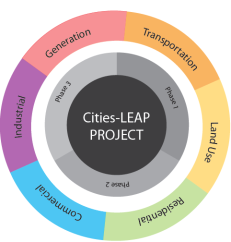 Cities-LEAP
PROJECT
Phase 1
Phase 2
Phase 3
Generation
Transportation
Land Use
Residential
Commercial
Industrial